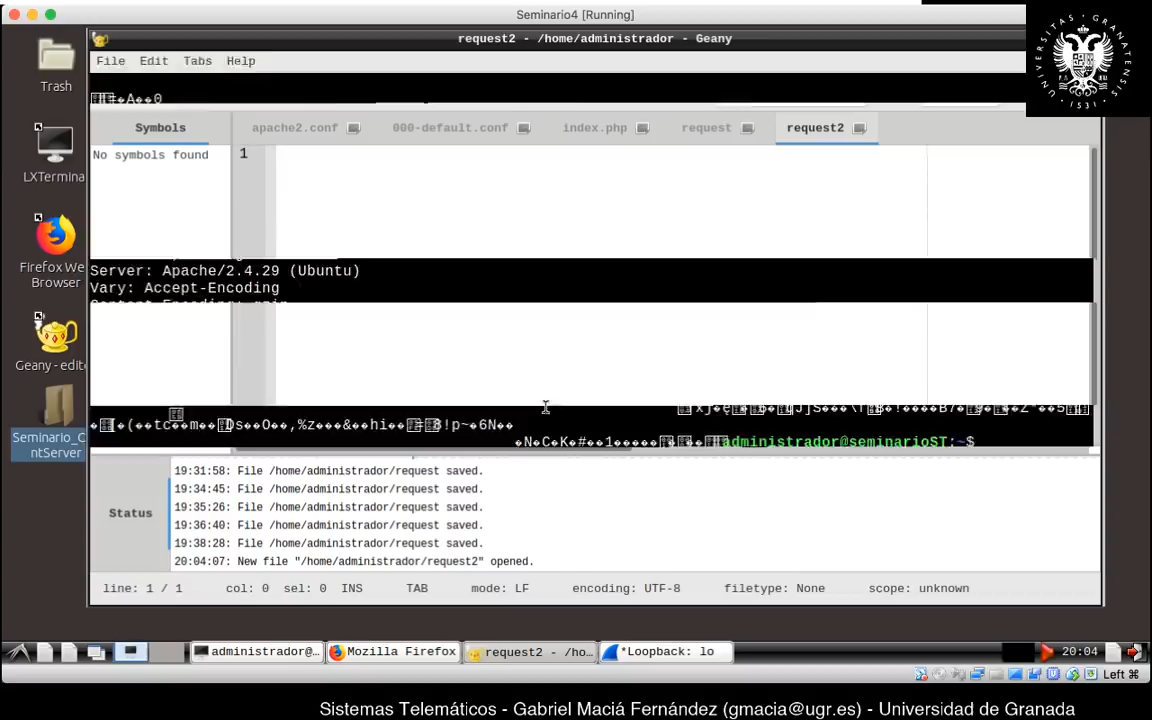 Seminario4 [Running]
UNIVERSITAS GRANATENSIS 1531
request2 - /home/administrador - Geany
File Edit Tabs Help
Trash
Symbols apache2.conf 000-default.conf index.php request request2
No symbols found
1
LXTermina
Server: Apache/2.4.29 (Ubuntu)
Vary: Accept-Encoding
Firefox We
Browser
Geany - edit
Seminario_C
ntServer
administrador@seminarioST:~$
19:31:58: File /home/administrador/request saved.
19:34:45: File /home/administrador/request saved.
19:35:26: File /home/administrador/request saved.
Status
19:36:40: File /home/administrador/request saved.
19:38:28: File /home/administrador/request saved.
20:04:07: New file "/home/administrador/request2" opened.
line: 1 / 1 col: 0 sel: 0 INS TAB mode: LF encoding: UTF-8 filetype: None scope: unknown
administrador@... Mozilla Firefox request2 - /ho... *Loopback: lo 20:04
Left ⌘
Sistemas Telemáticos - Gabriel Maciá Fernández (gmacia@ugr.es) - Universidad de Granada